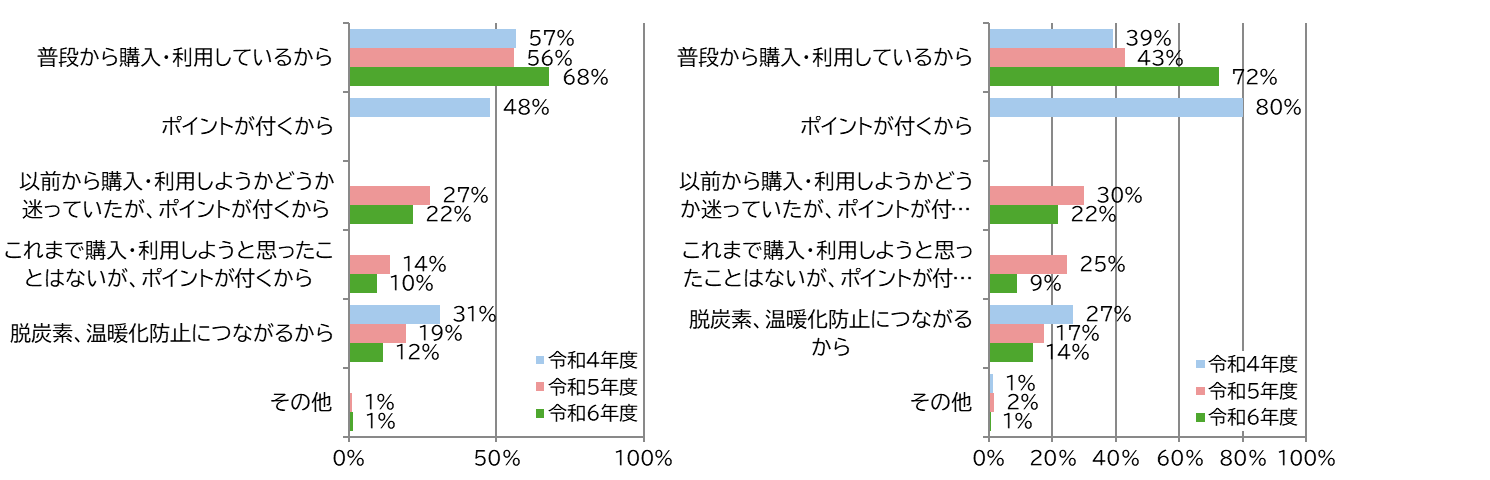 普段から購入・利用しているから
57%
56%
68%
ポイントが付くから
48%
以前から購入・利用しようかどうか
迷っていたが、ポイントが付くから
27%
22%
これまで購入・利用しようと思ったこ
とはないが、ポイントが付くから
14%
10%
脱炭素、温暖化防止につながるから
31%
19%
12%
その他
1%
1%
令和4年度
令和5年度
令和6年度
0%
50%
100%
普段から購入・利用しているから
39%
43%
72%
ポイントが付くから
80%
以前から購入・利用しようかどう
か迷っていたが、ポイントが付…
30%
22%
これまで購入・利用しようと思っ
たことはないが、ポイントが付…
25%
9%
脱炭素、温暖化防止につながる
から
27%
17%
14%
その他
1%
2%
1%
令和4年度
令和5年度
令和6年度
0%
20%
40%
60%
80%
100%